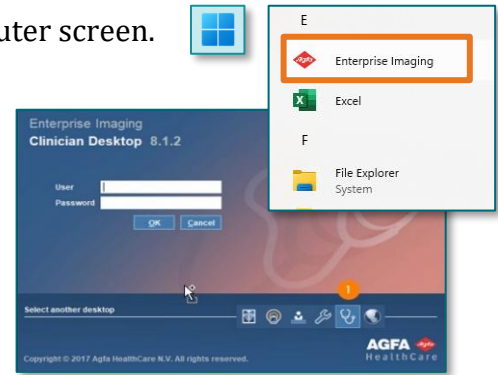 uter screen.
E
Agfa
Enterprise Imaging
Excel
F
File Explorer
System
Enterprise Imaging
Clinician Desktop 8.1.2
User
Password
OK Cancel
1
Select another desktop
AGFA
HealthCare
Copyright © 2017 Agfa HealthCare N.V. All rights reserved.